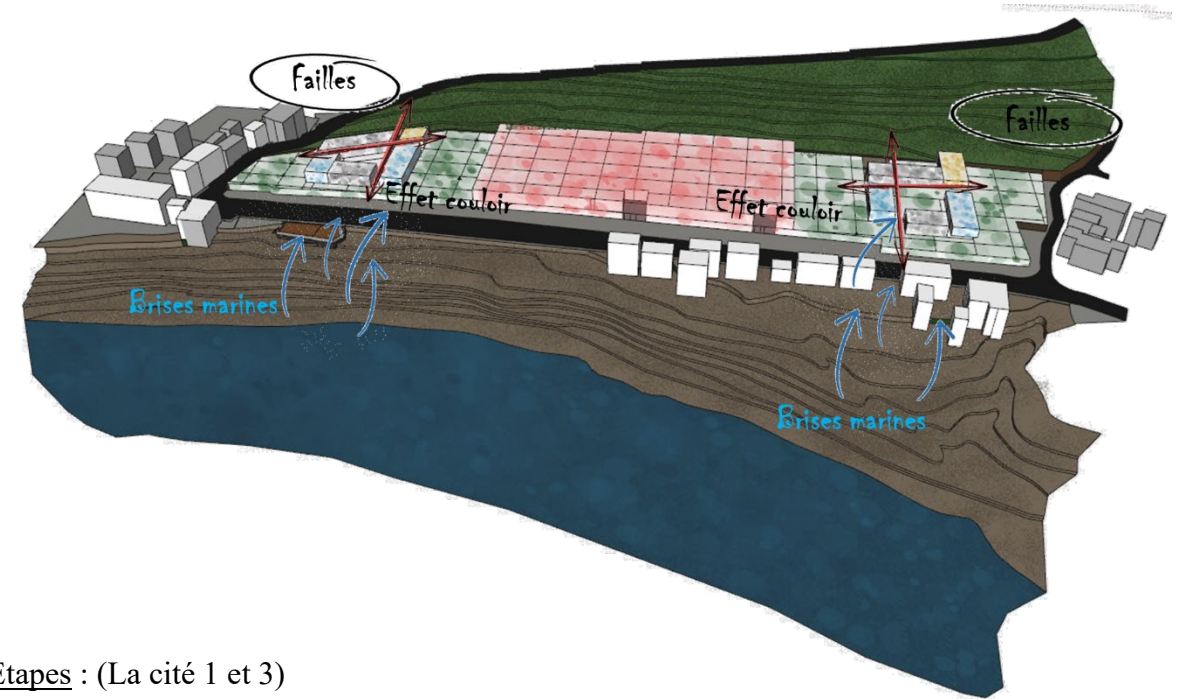 Failles
Failles
Effet couloir
Effet couloir
Brises marines
Brises marines
Etapes : (La cité 1 et 3)